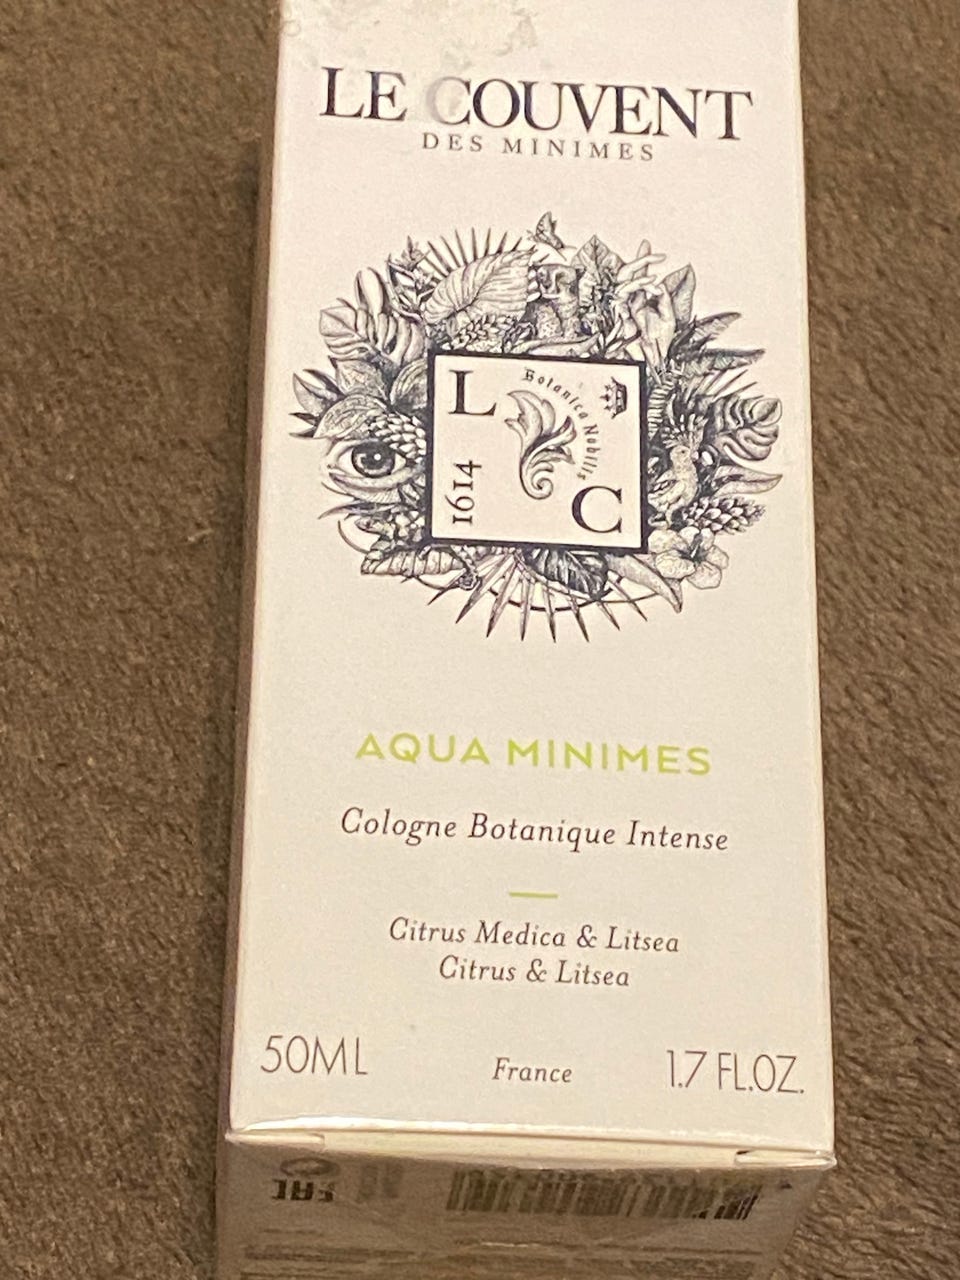 LE COUVENT
DES MINIMES
L
Botanica Nobilis
1614
C
AQUA MINIMES
Cologne Botanique Intense
Citrus Medica & Litsea
Citrus & Litsea
50ML
France
1.7 FL.OZ.
EAC